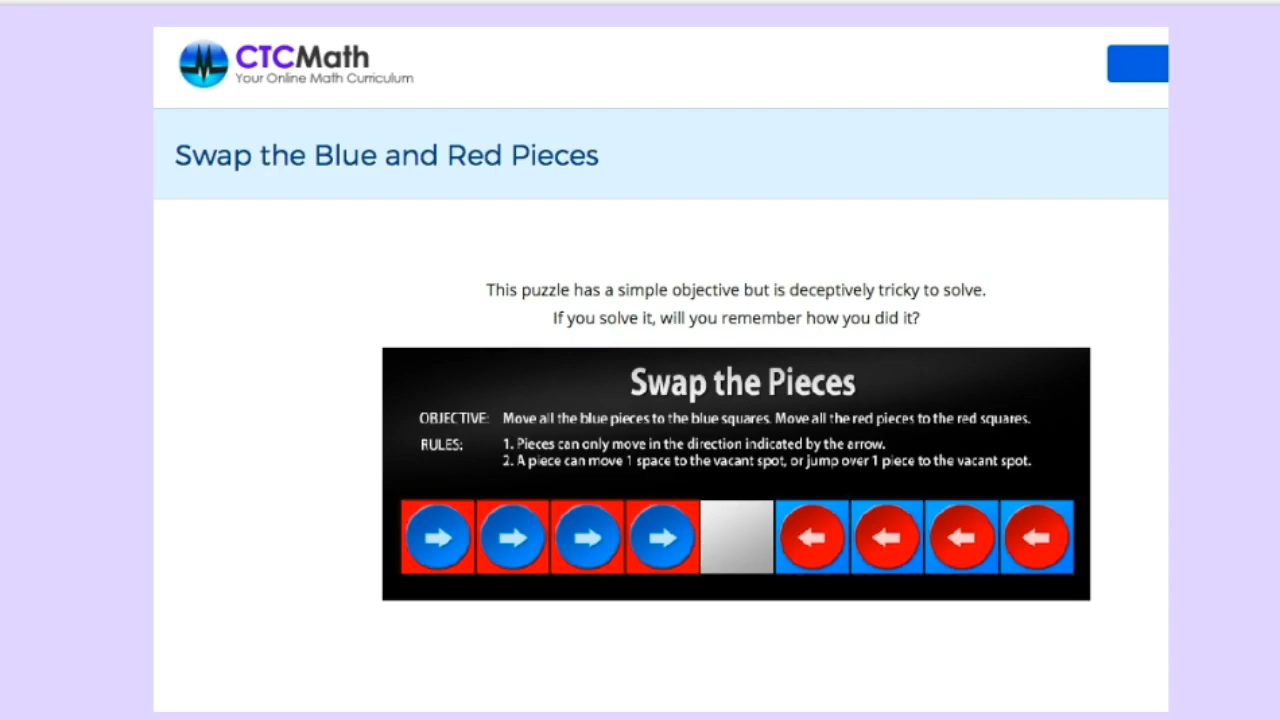 CTCMath
Your Online Math Curriculum
Swap the Blue and Red Pieces
This puzzle has a simple objective but is deceptively tricky to solve.
If you solve it, will you remember how you did it?
Swap the Pieces
OBJECTIVE: Move all the blue pieces to the blue squares. Move all the red pieces to the red squares.
RULES: 1. Pieces can only move in the direction indicated by the arrow.
2. A piece can move 1 space to the vacant spot, or jump over 1 piece to the vacant spot.